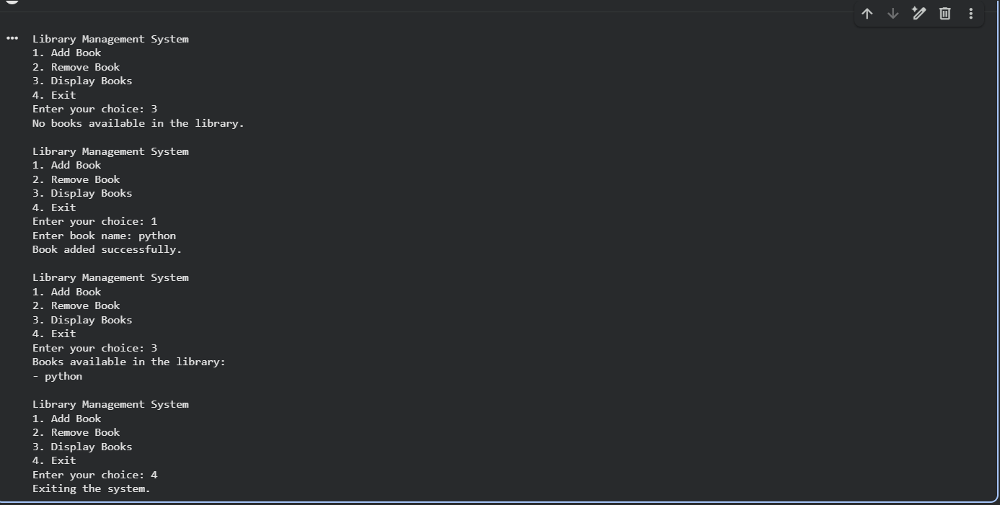 Library Management System
1. Add Book
2. Remove Book
3. Display Books
4. Exit
Enter your choice: 3
No books available in the library.
Library Management System
1. Add Book
2. Remove Book
3. Display Books
4. Exit
Enter your choice: 1
Enter book name: python
Book added successfully.
Library Management System
1. Add Book
2. Remove Book
3. Display Books
4. Exit
Enter your choice: 3
Books available in the library:
- python
Library Management System
1. Add Book
2. Remove Book
3. Display Books
4. Exit
Enter your choice: 4
Exiting the system.